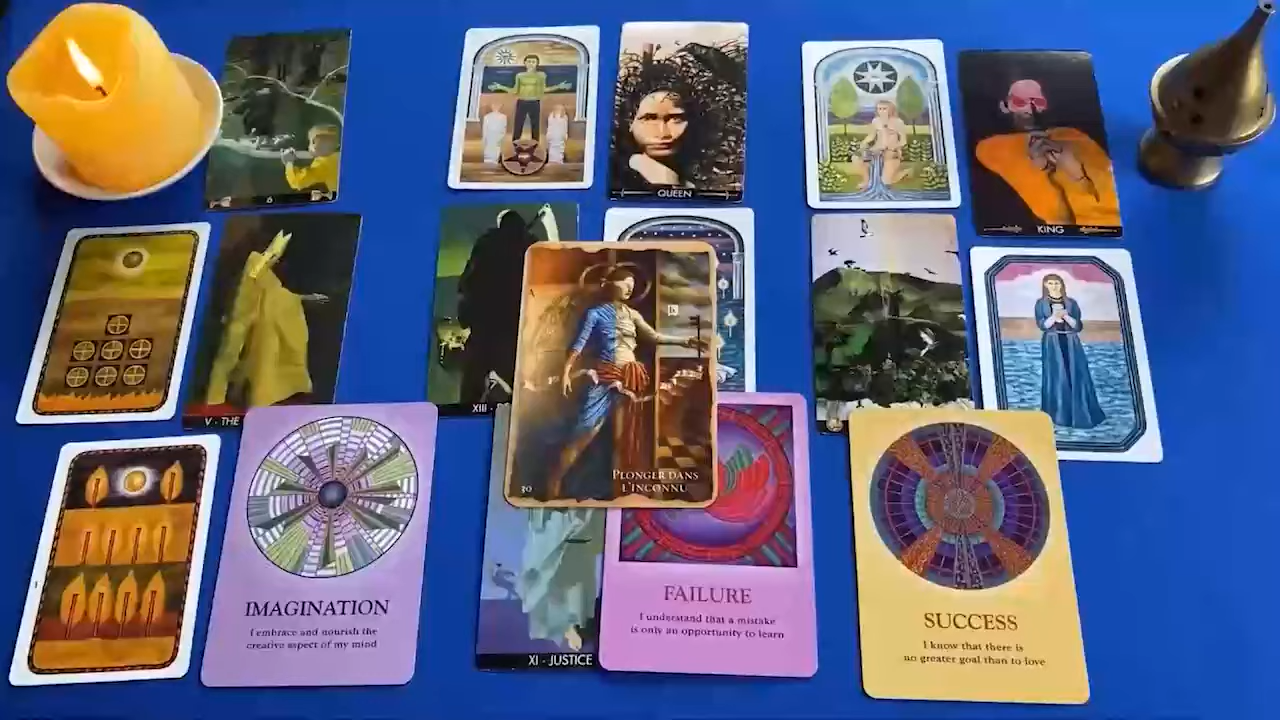 6
QUEEN
KING
V - THE
XIII -
30
PLONGER DANS
L'INCONNU
IMAGINATION
I embrace and nourish the
creative aspect of my mind
XI - JUSTICE
FAILURE
I understand that a mistake
is only an opportunity to learn
SUCCESS
I know that there is
no greater goal than to love